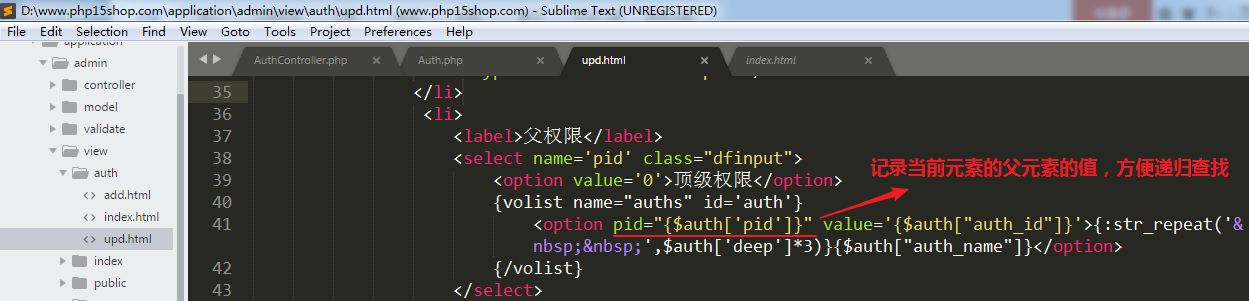 D:\www.php15shop.com\application\admin\view\auth\upd.html (www.php15shop.com) - Sublime Text (UNREGISTERED)
File Edit Selection Find View Goto Tools Project Preferences Help
application
admin
controller
model
validate
view
auth
add.html
index.html
upd.html
index
public
AuthController.php
Auth.php
upd.html
index.html
35 </li>
36 <li>
37 <label>父权限</label>
38 <select name='pid' class="dfinput">
39 <option value='0'>顶级权限</option>
40 {volist name="auths" id='auth'}
41 <option pid="{$auth['pid']}" value='{$auth["auth_id"]}'>{:str_repeat('&
nbsp;&nbsp;',$auth['deep']*3)}{$auth["auth_name"]}</option>
42 {/volist}
43 </select>
记录当前元素的父元素的值，方便递归查找